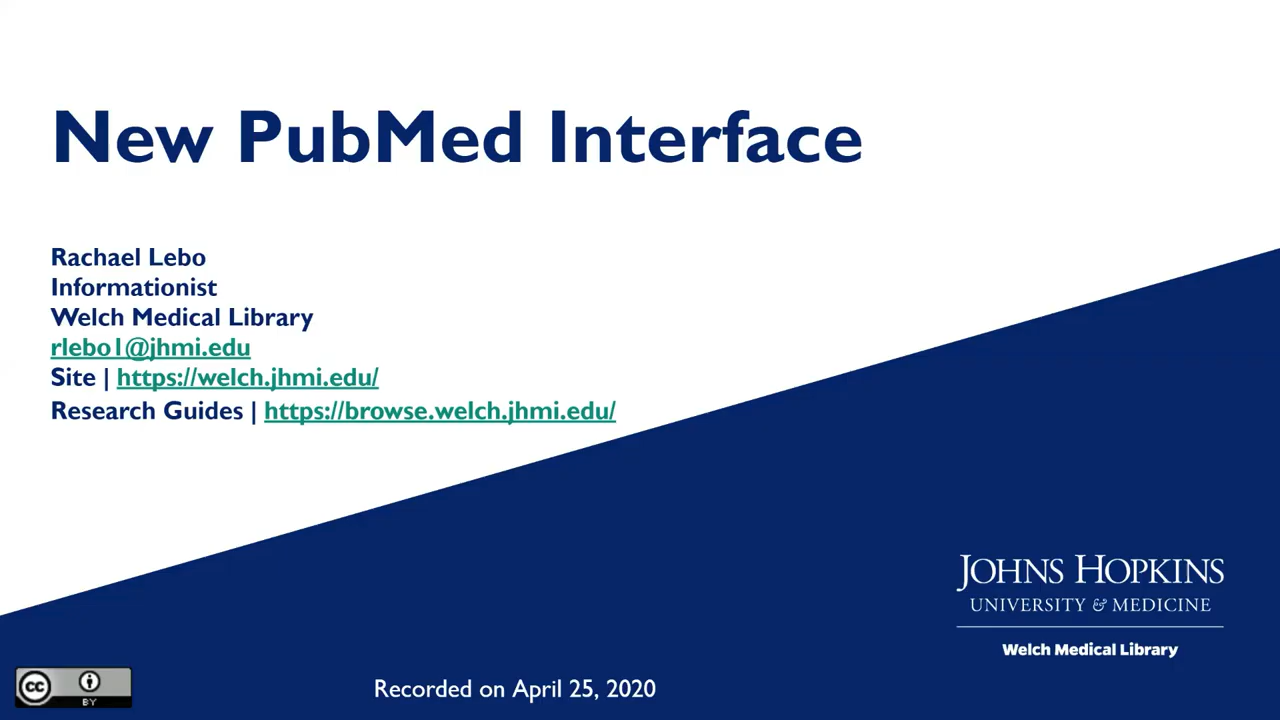 New PubMed Interface
Rachael Lebo
Informationist
Welch Medical Library
rlebo1@jhmi.edu
Site | https://welch.jhmi.edu/
Research Guides | https://browse.welch.jhmi.edu/
JOHNS HOPKINS
UNIVERSITY & MEDICINE
Welch Medical Library
cc
BY
Recorded on April 25, 2020